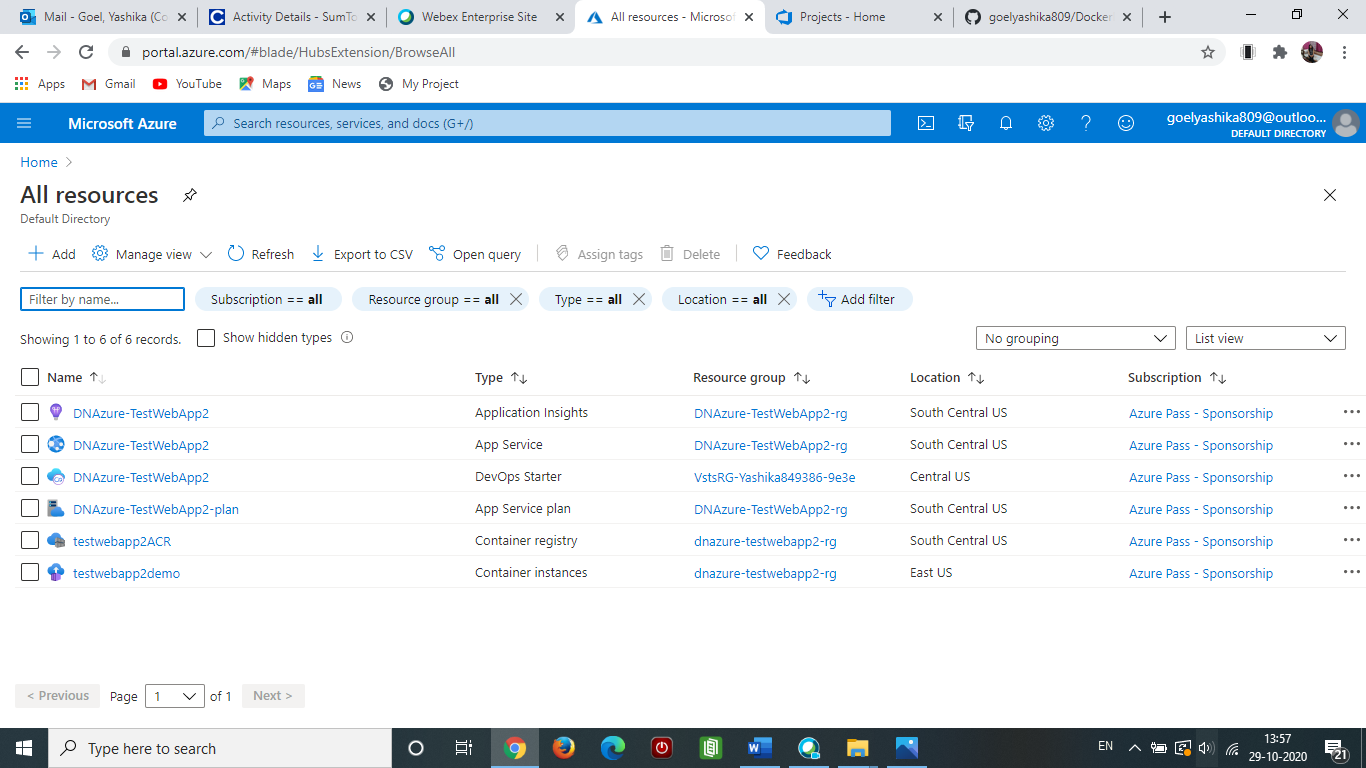 Mail - Goel, Yashika (Co
Activity Details - SumTo
Webex Enterprise Site
All resources - Microsof
Projects - Home
goelyashika809/Docker
portal.azure.com/#blade/HubsExtension/BrowseAll
Apps Gmail YouTube Maps News My Project
Microsoft Azure
Search resources, services, and docs (G+/)
goelyashika809@outloo...
DEFAULT DIRECTORY
Home
All resources
Default Directory
Add Manage view Refresh Export to CSV Open query Assign tags Delete Feedback
Filter by name... Subscription == all Resource group == all Type == all Location == all Add filter
Showing 1 to 6 of 6 records. Show hidden types No grouping List view
Name Type Resource group Location Subscription
DNAzure-TestWebApp2 Application Insights DNAzure-TestWebApp2-rg South Central US Azure Pass - Sponsorship
DNAzure-TestWebApp2 App Service DNAzure-TestWebApp2-rg South Central US Azure Pass - Sponsorship
DNAzure-TestWebApp2 DevOps Starter VstsRG-Yashika849386-9e3e Central US Azure Pass - Sponsorship
DNAzure-TestWebApp2-plan App Service plan DNAzure-TestWebApp2-rg South Central US Azure Pass - Sponsorship
testwebapp2ACR Container registry dnazure-testwebapp2-rg South Central US Azure Pass - Sponsorship
testwebapp2demo Container instances dnazure-testwebapp2-rg East US Azure Pass - Sponsorship
< Previous Page 1 of 1 Next >
Type here to search
EN
13:57
29-10-2020
21